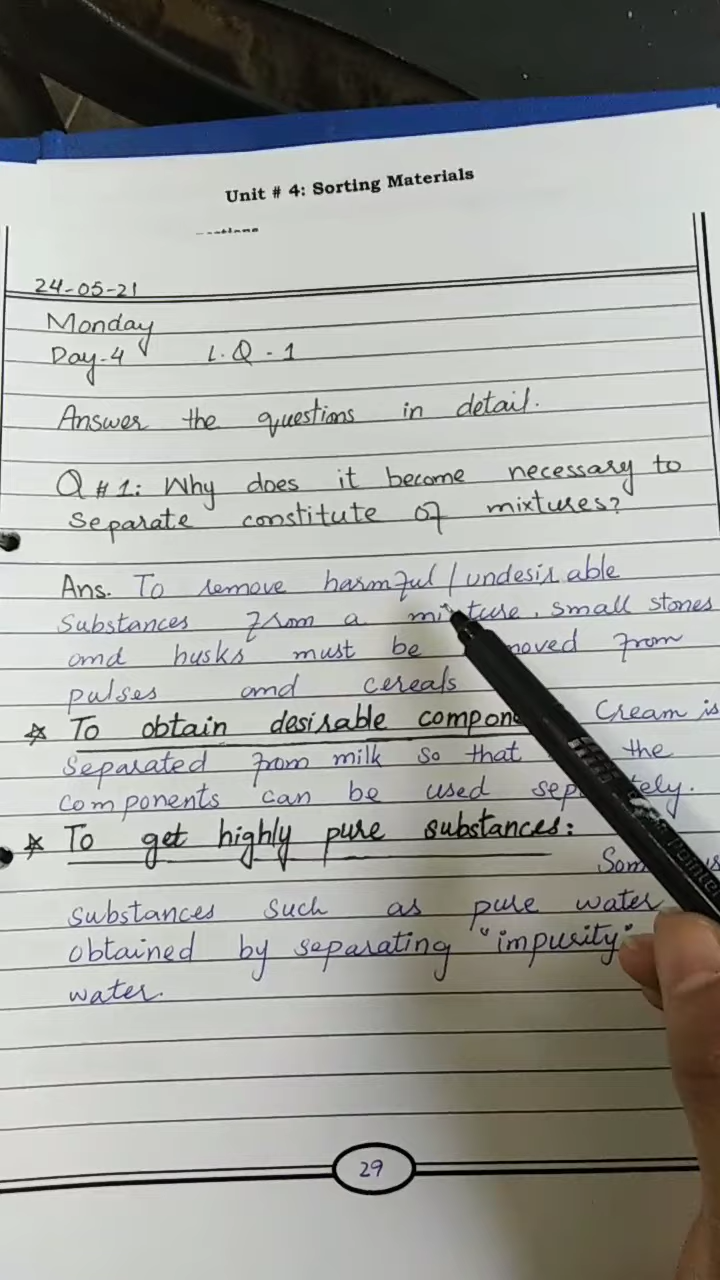 Unit # 4: Sorting Materials
24-05-21
Monday
Day-4 L.Q-1
Answer the questions in detail.
Q #1: Why does it become necessary to
separate constitute of mixtures?
Ans. To remove harmful/undesirable
substances from a mixture, small stones
and husks must be from
pulses and cereals
☆ To obtain desirable Cream is
separated from milk so that the
components can be used separately.
☆ To get highly pure substances:
substances such as pure water
obtained by separating "impurity"
water.
29